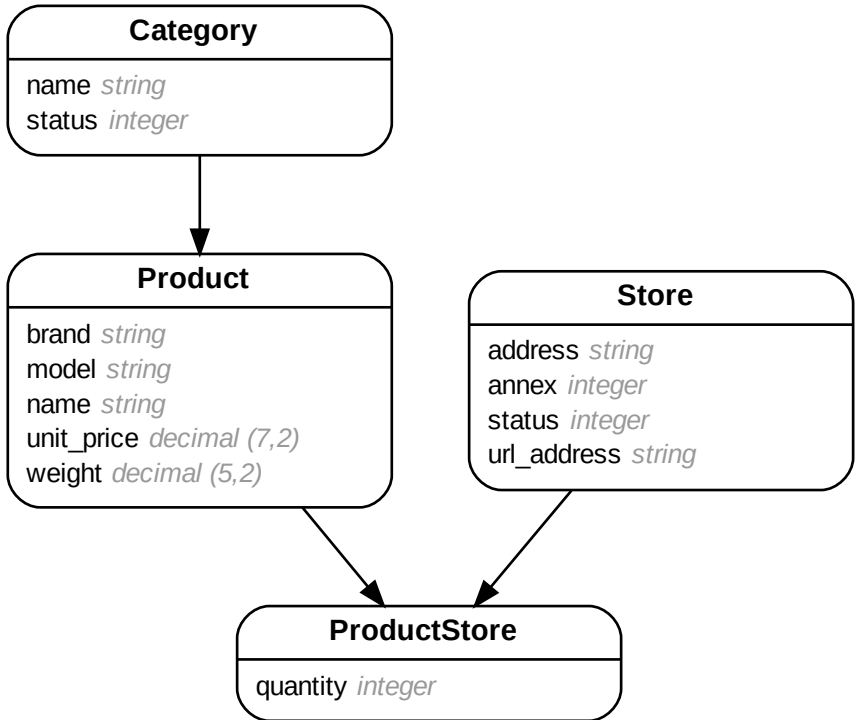 Category
name string
status integer
Product
brand string
model string
name string
unit_price decimal (7,2)
weight decimal (5,2)
Store
address string
annex integer
status integer
url_address string
ProductStore
quantity integer